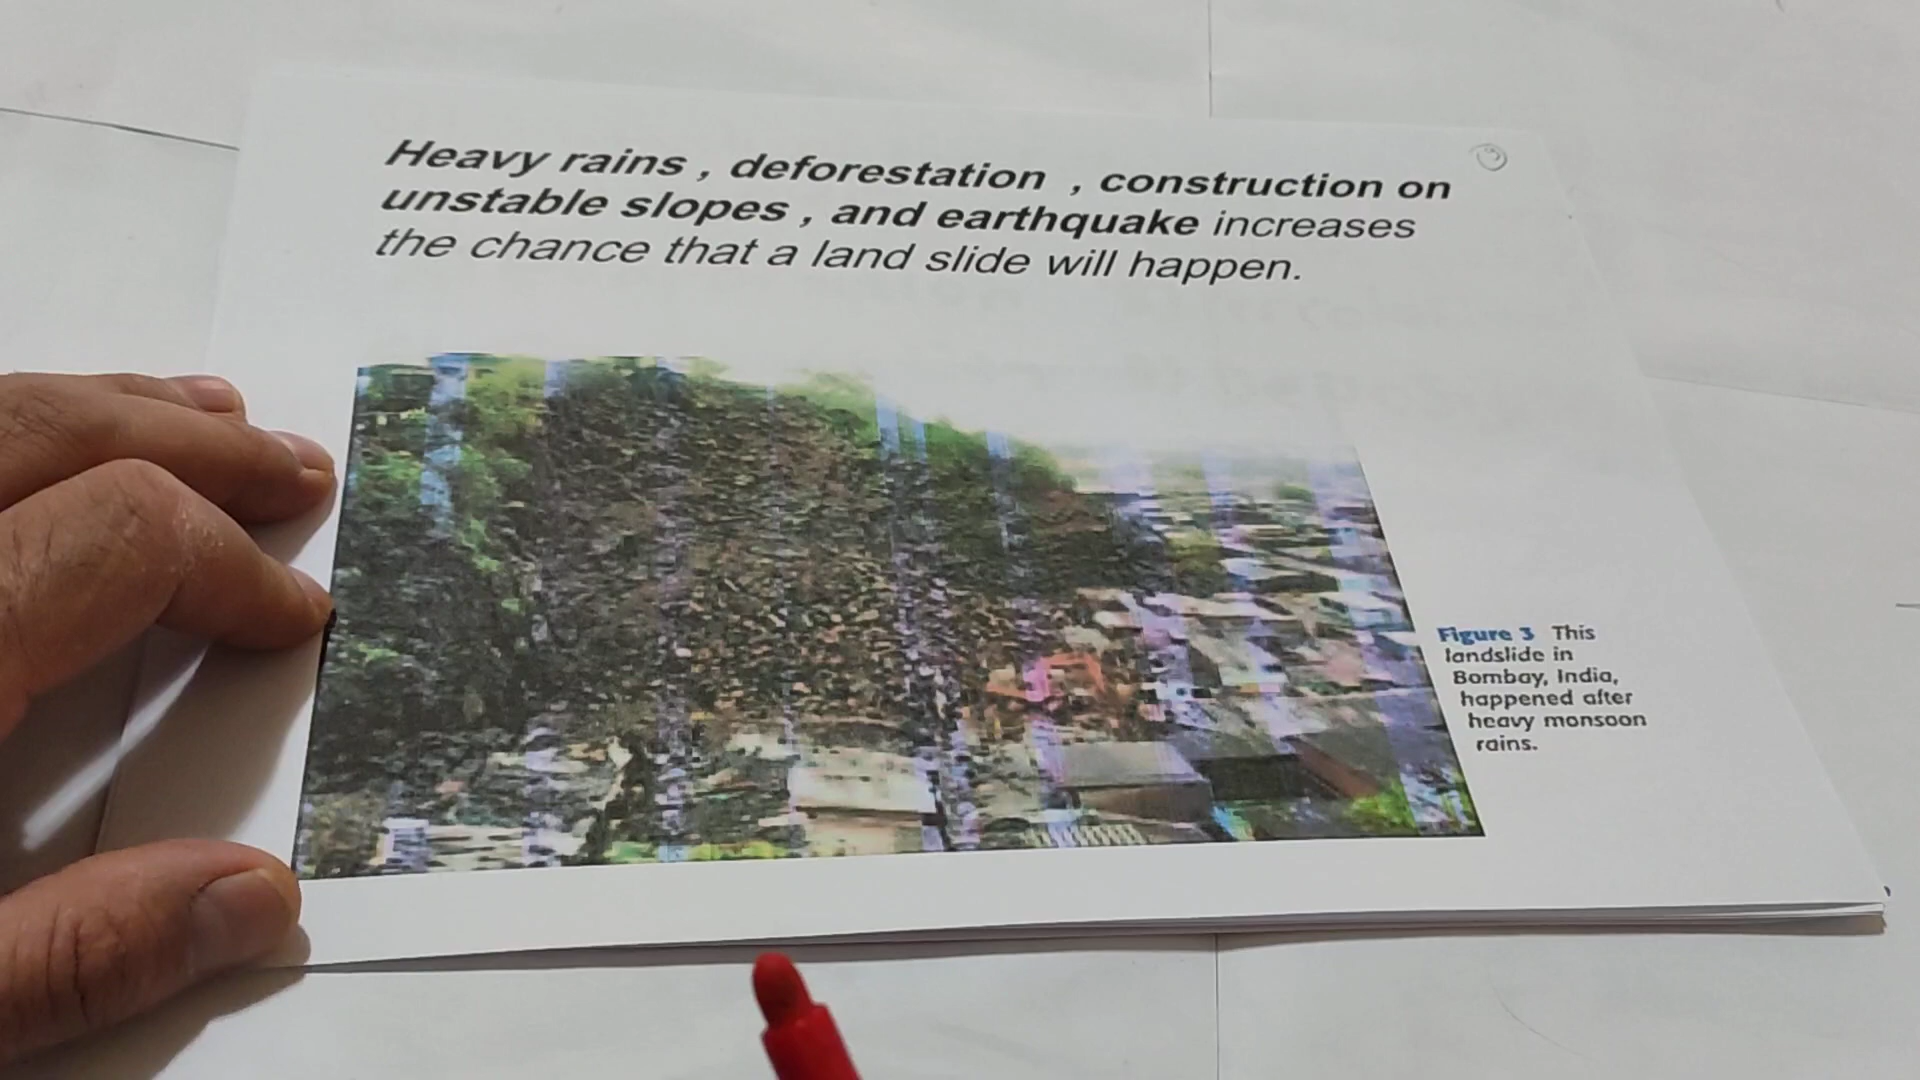 Heavy rains , deforestation , construction on
unstable slopes , and earthquake increases
the chance that a land slide will happen.
Figure 3 This
landslide in
Bombay, India,
happened after
heavy monsoon
rains.